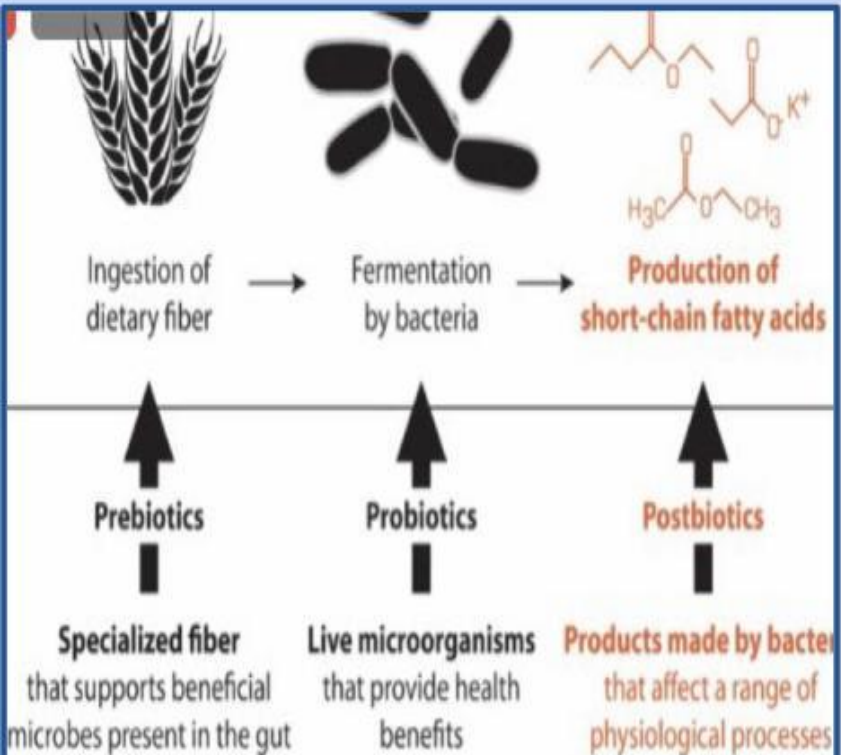 O
O
O
O-K+
O
H3C O CH3
Ingestion of
dietary fiber
Fermentation
by bacteria
Production of
short-chain fatty acids
Prebiotics
Probiotics
Postbiotics
Specialized fiber
that supports beneficial
microbes present in the gut
Live microorganisms
that provide health
benefits
Products made by
that affect a range of
physiological processes